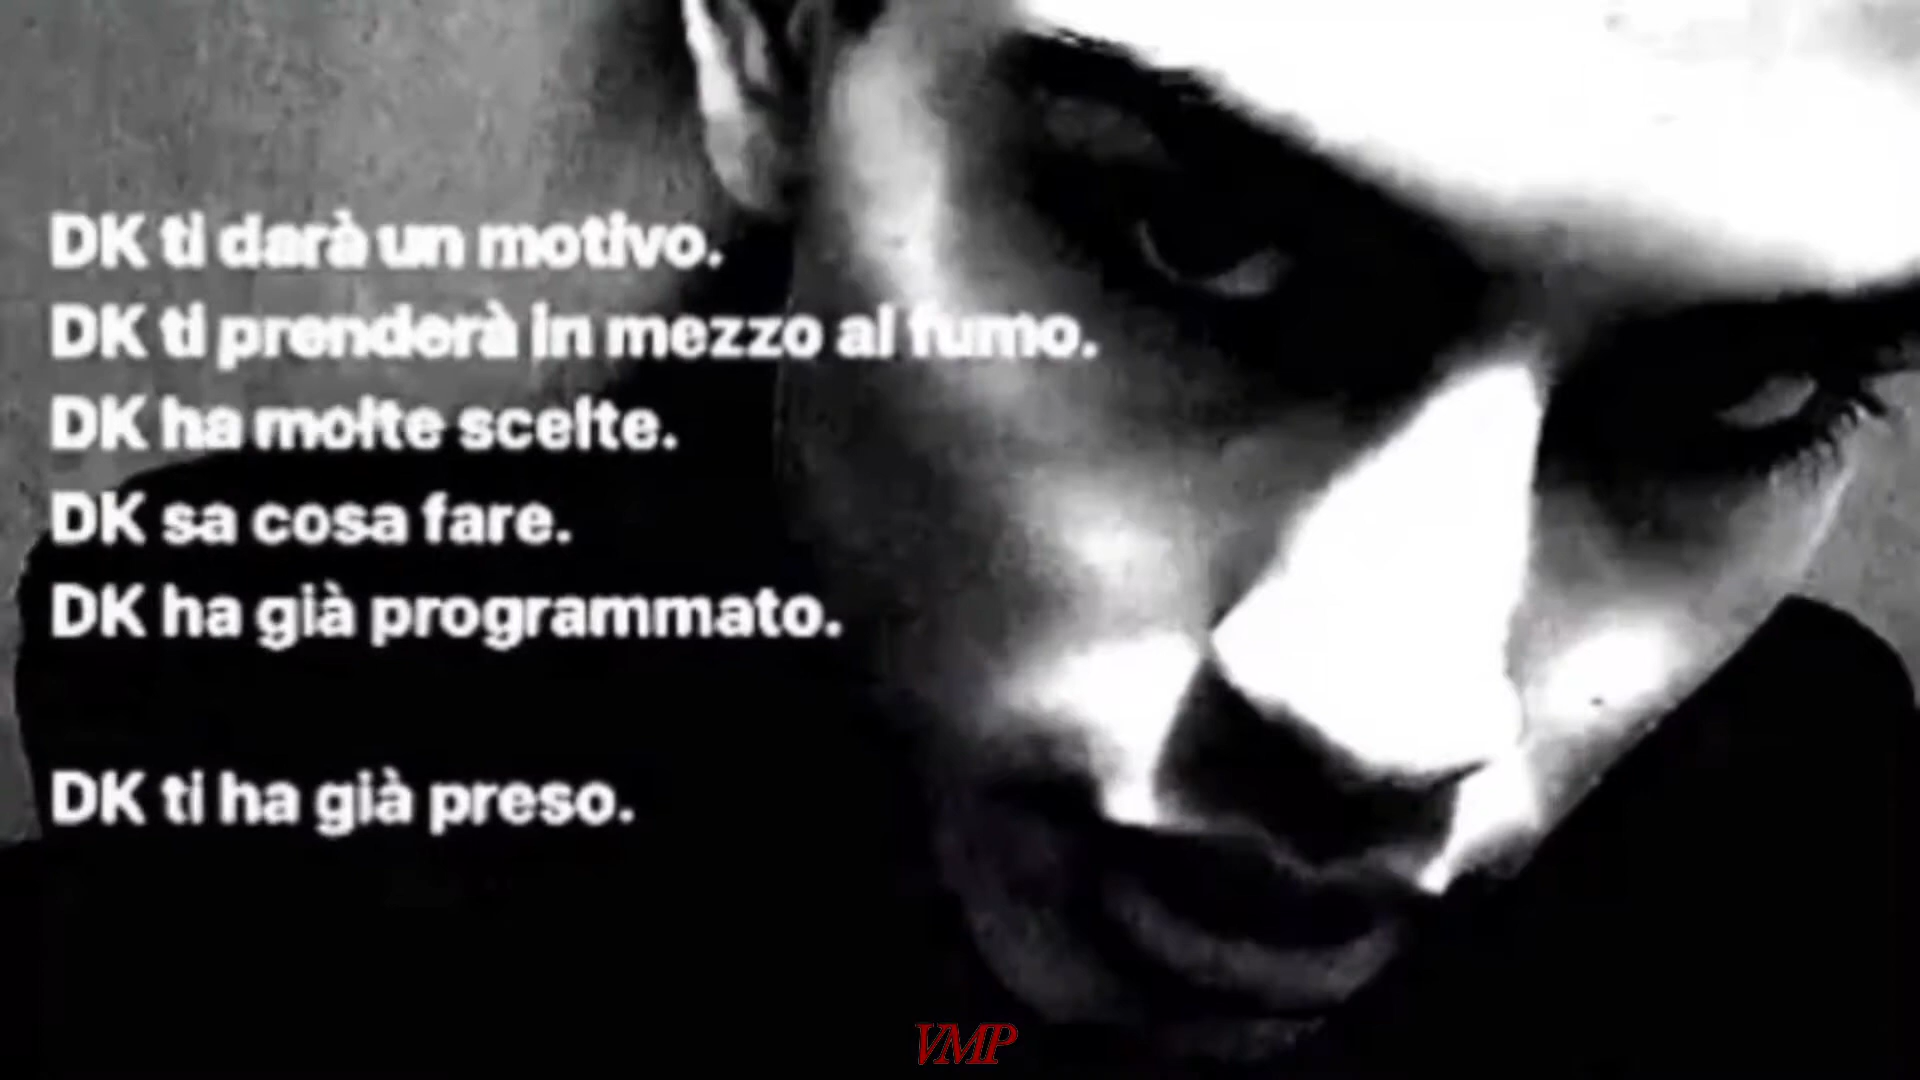 DK ti darà un motivo.
DK ti prenderà in mezzo al fumo.
DK ha molte scelte.
DK sa cosa fare.
DK ha già programmato.
DK ti ha già preso.
VMP